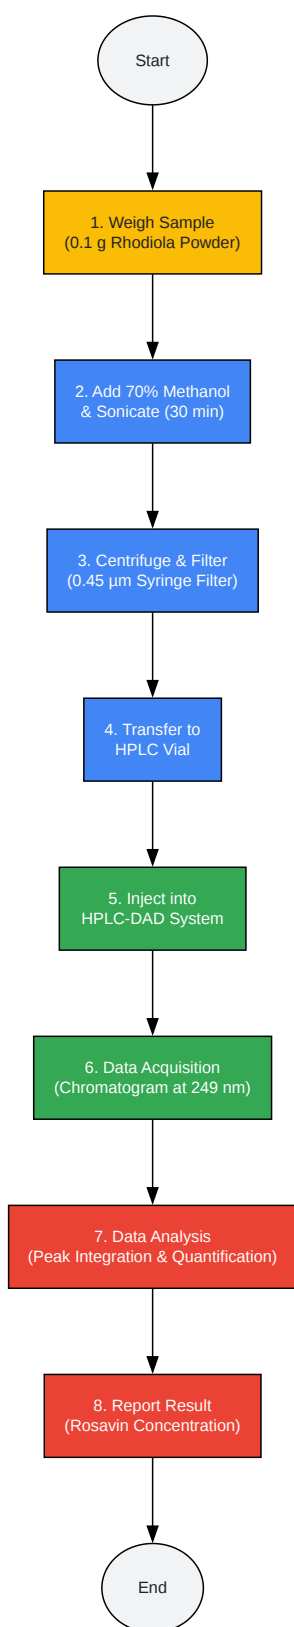 Start
1. Weigh Sample
(0.1 g Rhodiola Powder)
2. Add 70% Methanol
& Sonicate (30 min)
3. Centrifuge & Filter
(0.45 µm Syringe Filter)
4. Transfer to
HPLC Vial
5. Inject into
HPLC-DAD System
6. Data Acquisition
(Chromatogram at 249 nm)
7. Data Analysis
(Peak Integration & Quantification)
8. Report Result
(Rosavin Concentration)
End